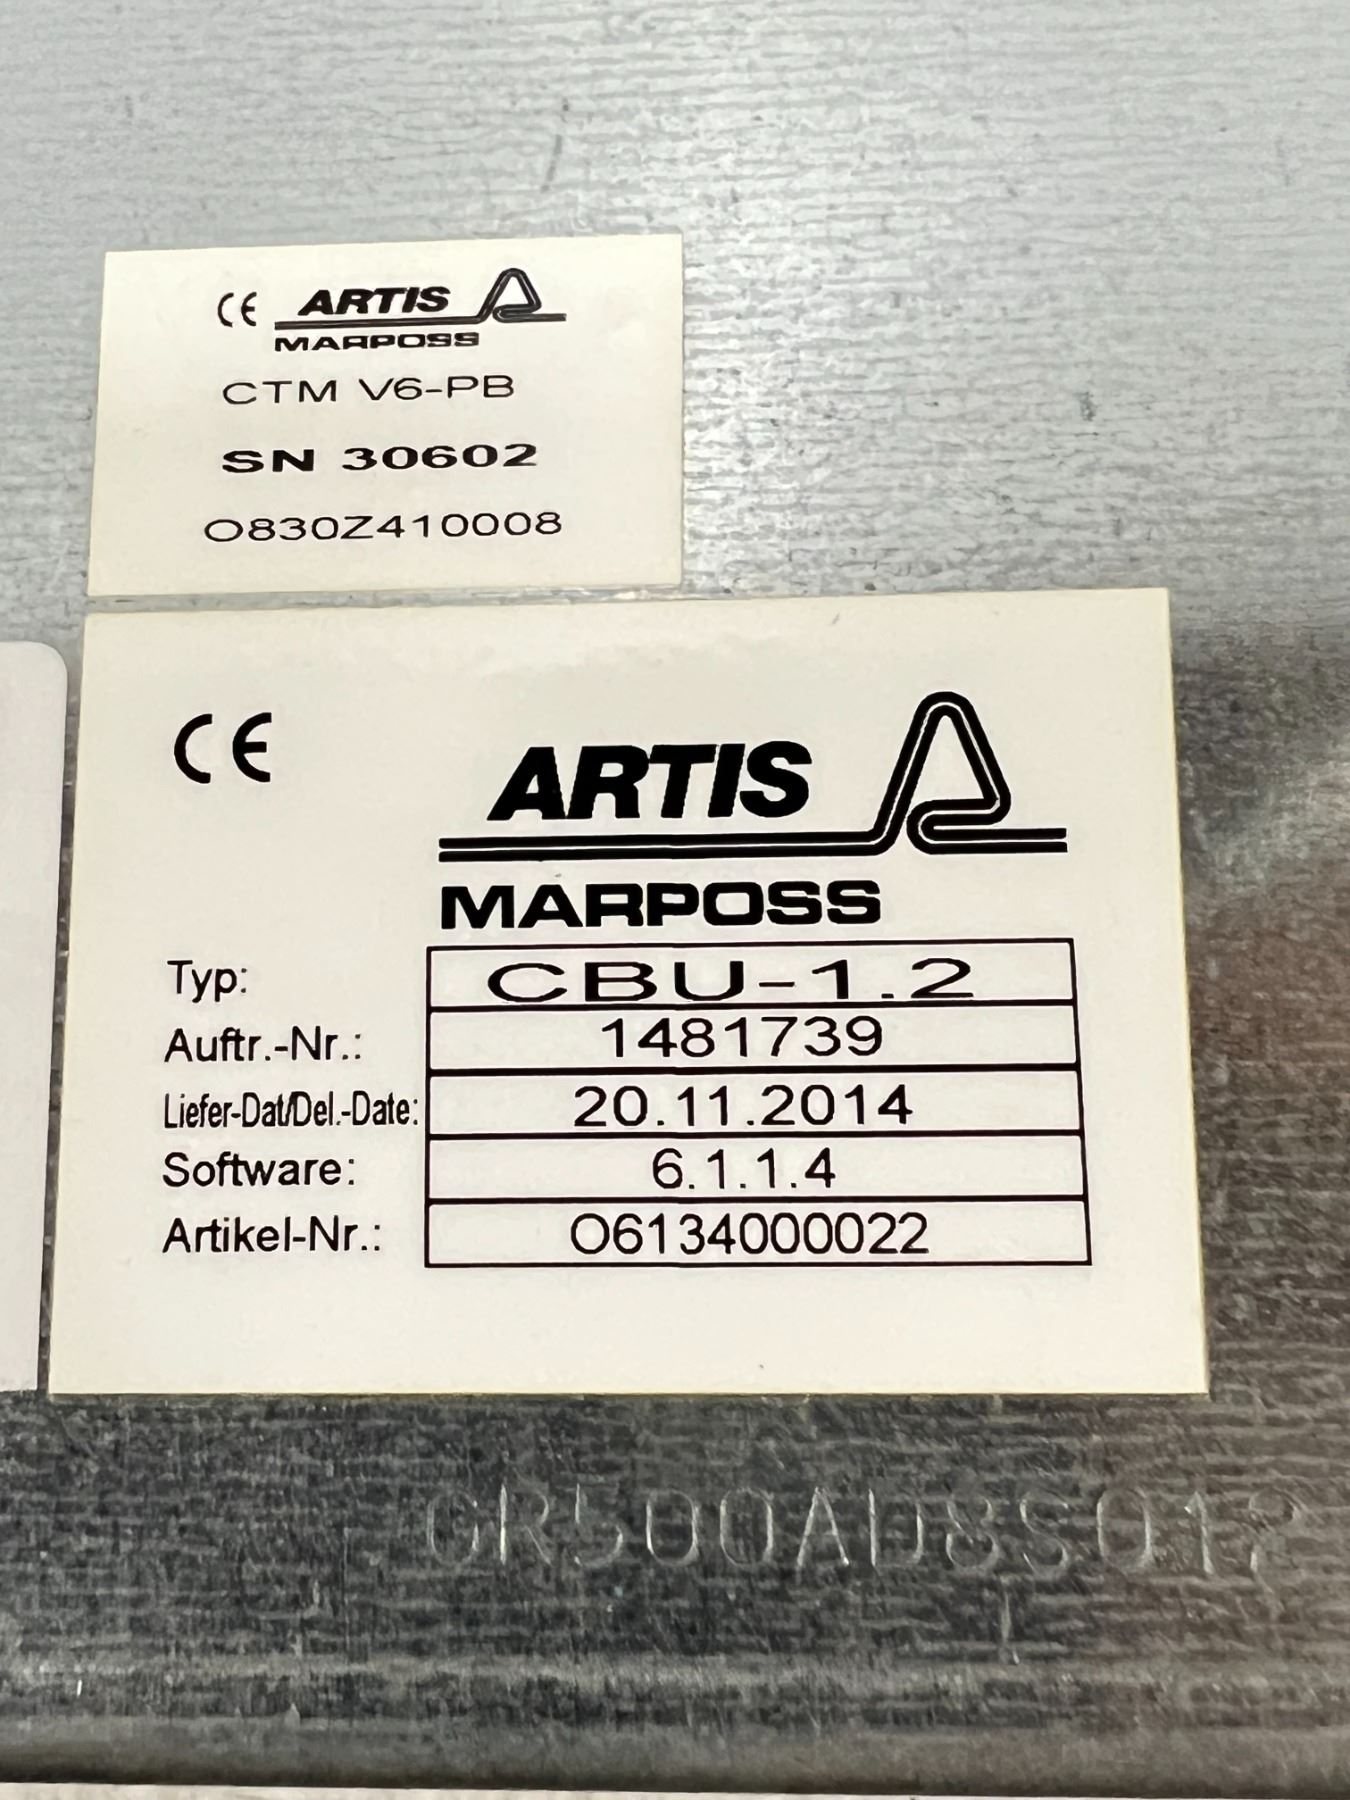 CE ARTIS
MARPOSS
CTM V6-PB
SN 30602
O830Z410008
CE ARTIS
MARPOSS
Typ: CBU-1.2
Auftr.-Nr.: 1481739
Liefer-Dat/Del.-Date: 20.11.2014
Software: 6.1.1.4
Artikel-Nr.: O6134000022